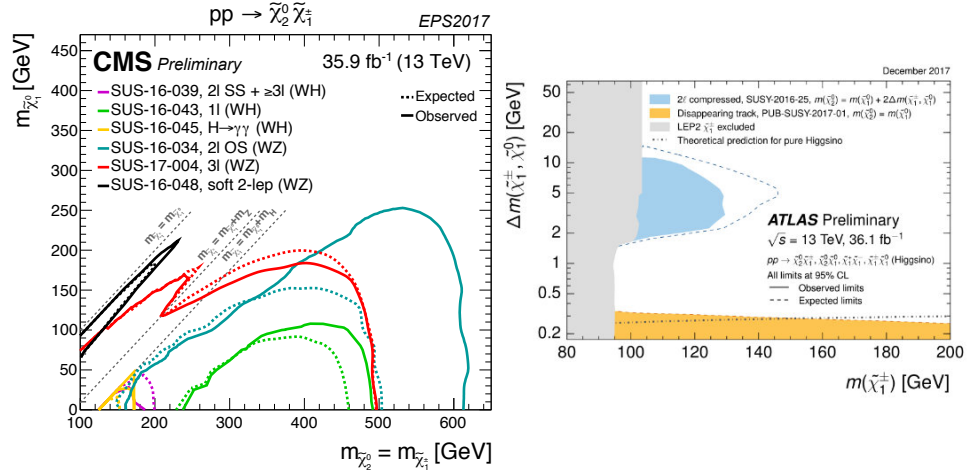 pp → χ̃₂⁰ χ̃₁±
EPS2017
CMS Preliminary
35.9 fb⁻¹ (13 TeV)
SUS-16-039, 2l SS + ≥3l (WH)
SUS-16-043, 1l (WH)
SUS-16-045, H→γγ (WH)
SUS-16-034, 2l OS (WZ)
SUS-17-004, 3l (WZ)
SUS-16-048, soft 2-lep (WZ)
Expected
Observed
m_χ̃₁⁰ [GeV]
450
400
350
300
250
200
150
100
50
0
100 200 300 400 500 600
m_χ̃₂⁰ = m_χ̃₁± [GeV]
December 2017
2ℓ compressed, SUSY-2016-25, m(χ̃₂⁰) = m(χ̃₁⁰) + 2Δm(χ̃₁±, χ̃₁⁰)
Disappearing track, PUB-SUSY-2017-01, m(χ̃₂⁰) = m(χ̃₁⁰)
LEP2 χ̃₁± excluded
Theoretical prediction for pure Higgsino
Δm(χ̃₁±, χ̃₁⁰) [GeV]
50
10
5
1
0.5
0.2
ATLAS Preliminary
√s = 13 TeV, 36.1 fb⁻¹
pp → χ̃₂⁰χ̃₁±, χ̃₂⁰χ̃₁⁰, χ̃₁⁺χ̃₁⁻, χ̃₁±χ̃₁⁰ (Higgsino)
All limits at 95% CL
Observed limits
Expected limits
80 100 120 140 160 180 200
m(χ̃₁±) [GeV]